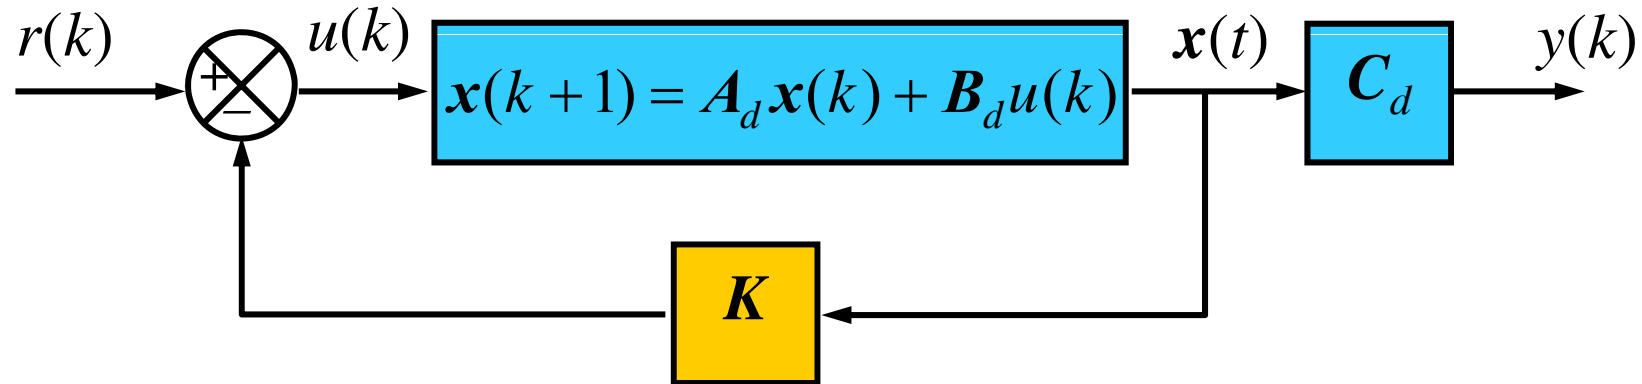 r(k)
+
−
u(k)
x(k + 1) = A_d x(k) + B_d u(k)
x(t)
C_d
y(k)
K